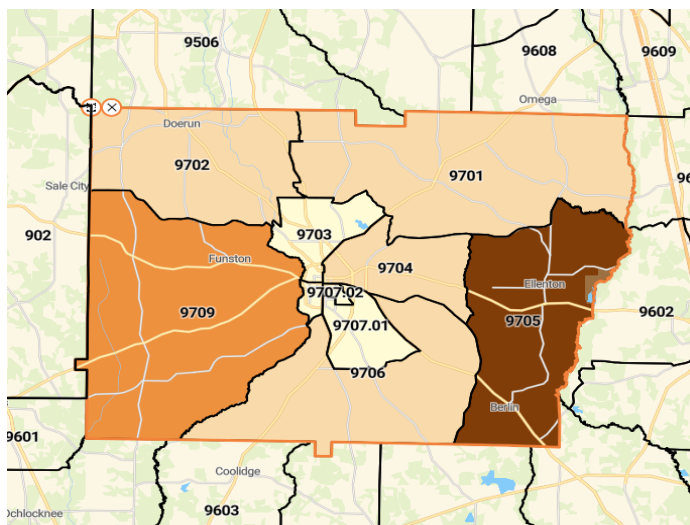 9506
9608
9609
Omega
Doerun
9702
9701
Sale City
902
9703
Funston
9704
Ellenton
9707.02
9709
9705
9602
9707.01
9706
Berlin
9601
Coolidge
9603
Ochlocknee